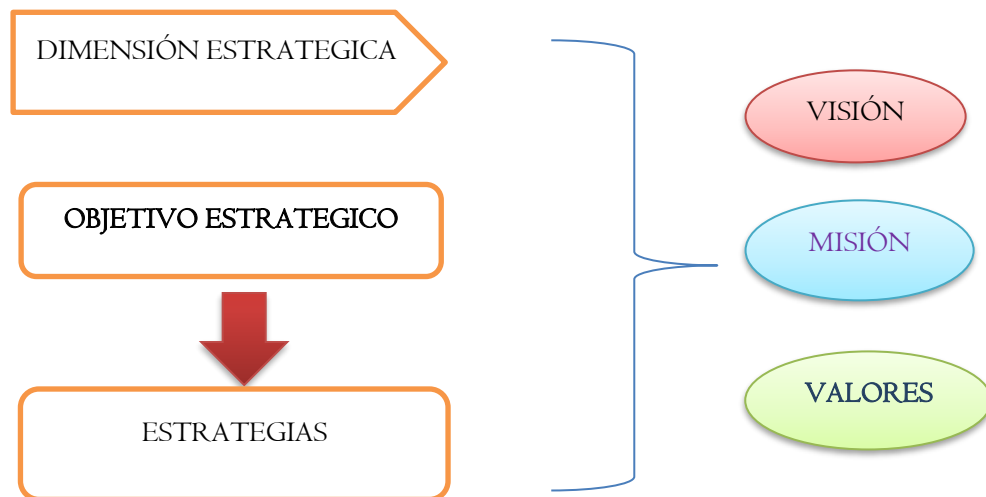 DIMENSIÓN ESTRATEGICA
OBJETIVO ESTRATEGICO
ESTRATEGIAS
VISIÓN
MISIÓN
VALORES